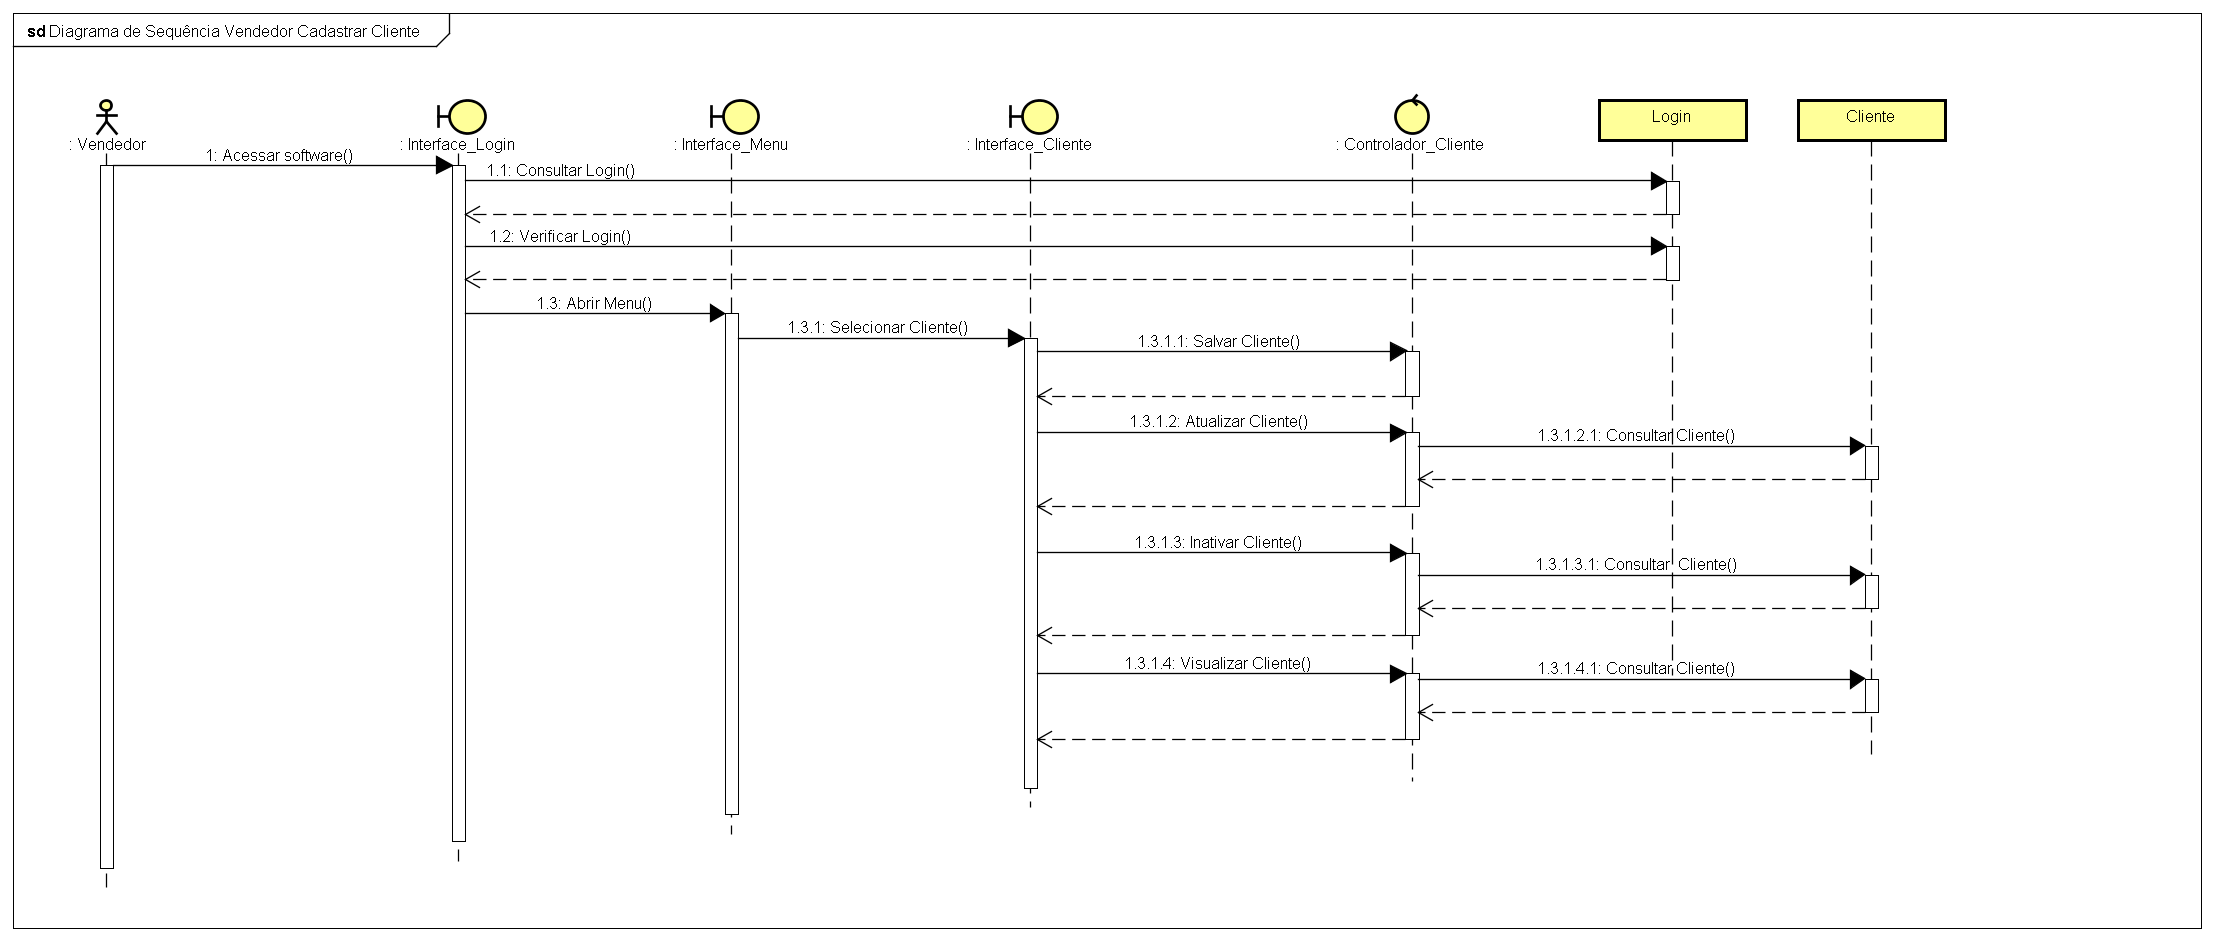 sd Diagrama de Sequência Vendedor Cadastrar Cliente
: Vendedor
: Interface_Login
: Interface_Menu
: Interface_Cliente
: Controlador_Cliente
Login
Cliente
1: Acessar software()
1.1: Consultar Login()
1.2: Verificar Login()
1.3: Abrir Menu()
1.3.1: Selecionar Cliente()
1.3.1.1: Salvar Cliente()
1.3.1.2: Atualizar Cliente()
1.3.1.2.1: Consultar Cliente()
1.3.1.3: Inativar Cliente()
1.3.1.3.1: Consultar  Cliente()
1.3.1.4: Visualizar Cliente()
1.3.1.4.1: Consultar Cliente()